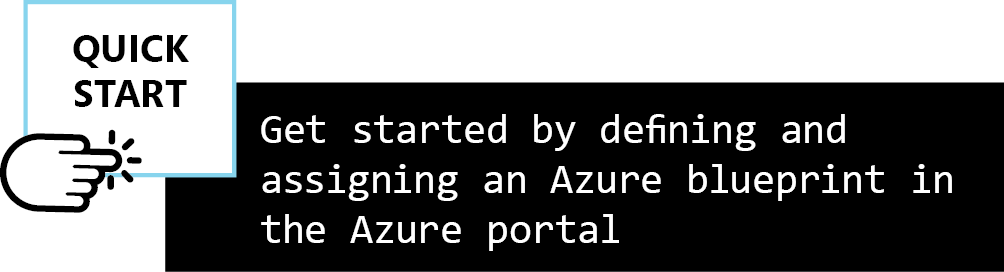 QUICK
START
Get started by defining and
assigning an Azure blueprint in
the Azure portal